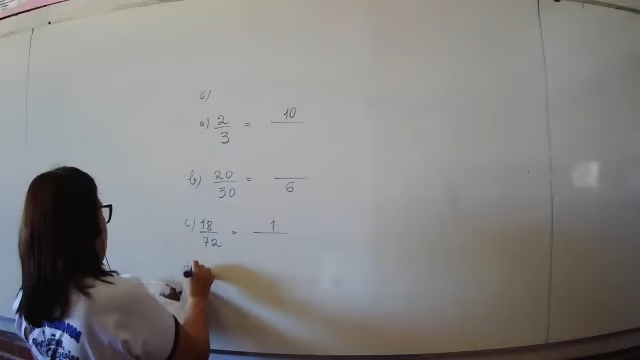 6)
a) 2/3 = 10/
b) 20/30 = /6
c) 18/72 = 1/
d